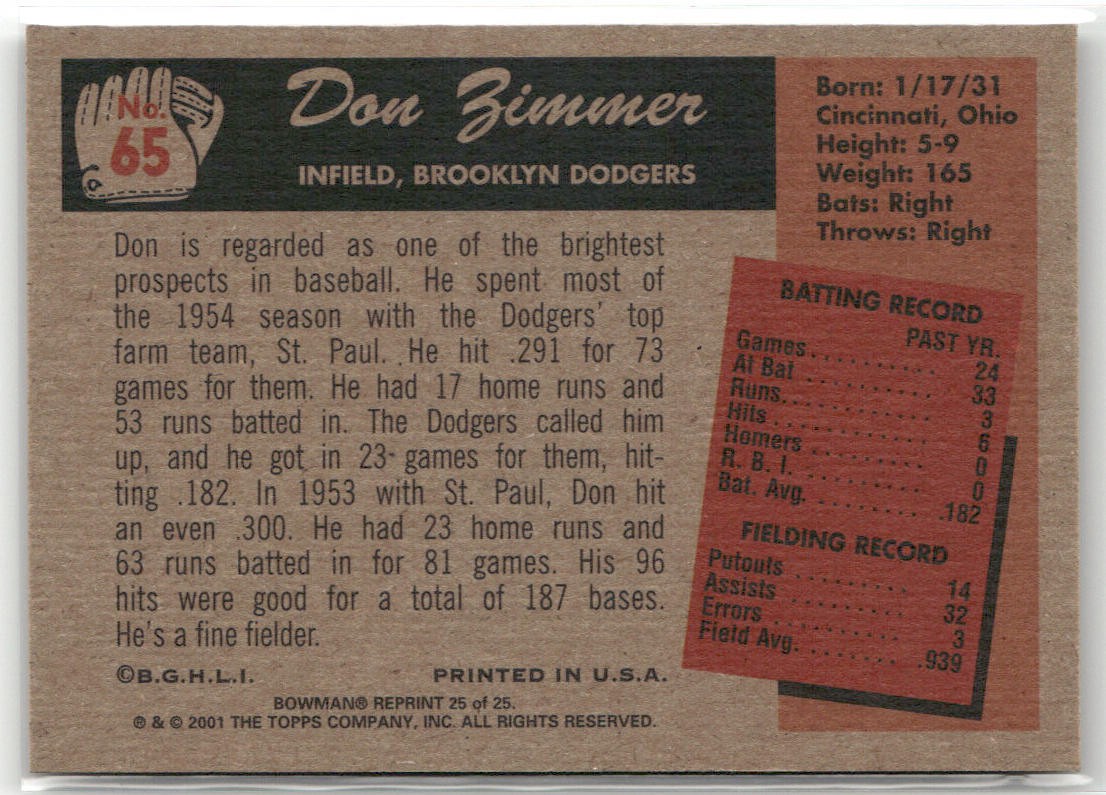 No.
65
Don Zimmer
INFIELD, BROOKLYN DODGERS
Born: 1/17/31
Cincinnati, Ohio
Height: 5-9
Weight: 165
Bats: Right
Throws: Right
Don is regarded as one of the brightest
prospects in baseball. He spent most of
the 1954 season with the Dodgers' top
farm team, St. Paul. He hit .291 for 73
games for them. He had 17 home runs and
53 runs batted in. The Dodgers called him
up, and he got in 23 games for them, hit-
ting .182. In 1953 with St. Paul, Don hit
an even .300. He had 23 home runs and
63 runs batted in for 81 games. His 96
hits were good for a total of 187 bases.
He's a fine fielder.
©B.G.H.L.I. PRINTED IN U.S.A.
BOWMAN® REPRINT 25 of 25.
® & © 2001 THE TOPPS COMPANY, INC. ALL RIGHTS RESERVED.
BATTING RECORD
PAST YR.
Games. . . . . . . . . . 24
At Bat . . . . . . . . . . 33
Runs. . . . . . . . . . . 3
Hits . . . . . . . . . . . 6
Homers . . . . . . . . . 0
R. B. I. . . . . . . . . . 0
Bat. Avg. . . . . . . . . .182
FIELDING RECORD
Putouts . . . . . . . . . 14
Assists . . . . . . . . . 32
Errors . . . . . . . . . . 3
Field Avg. . . . . . . . . .939